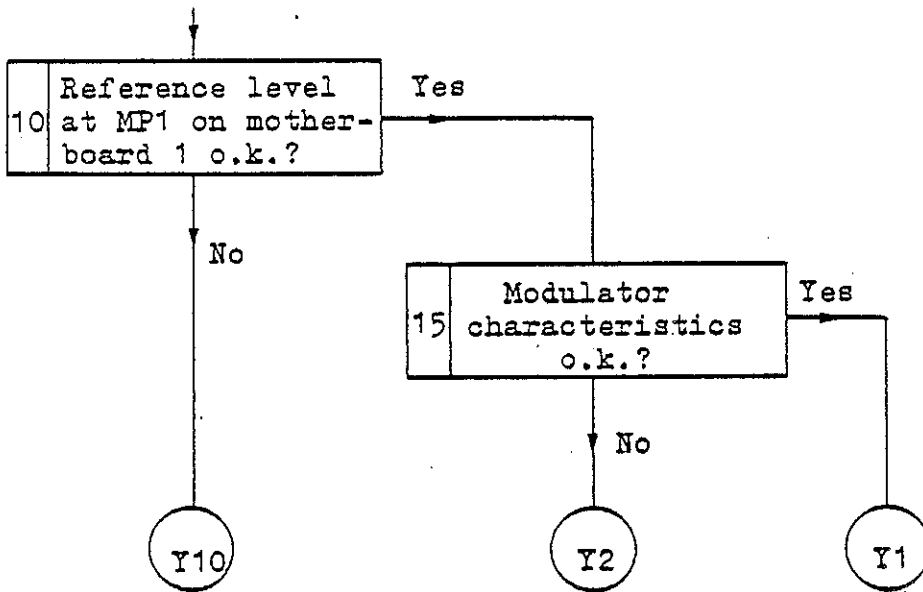 Reference level
10 at MP1 on mother-
board 1 o.k.?
Yes
No
Modulator
15 characteristics
o.k.?
Yes
No
Y10
Y2
Y1